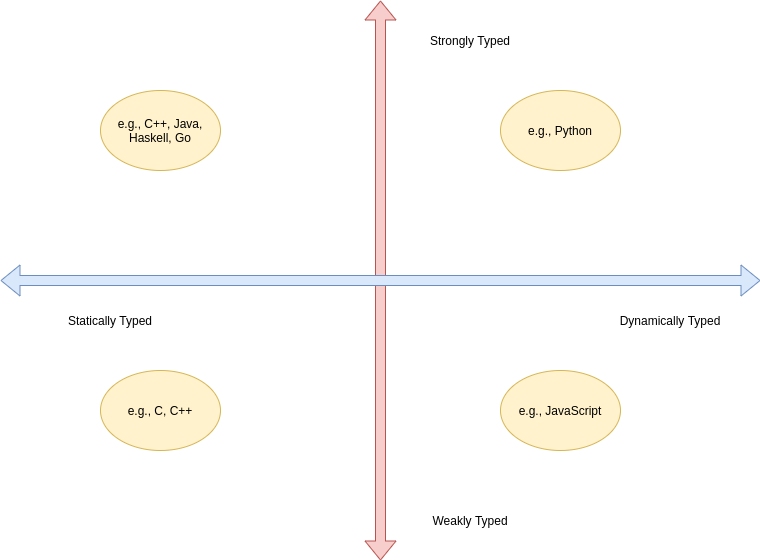 Strongly Typed
e.g., C++, Java,
Haskell, Go
e.g., Python
Statically Typed
Dynamically Typed
e.g., C, C++
e.g., JavaScript
Weakly Typed